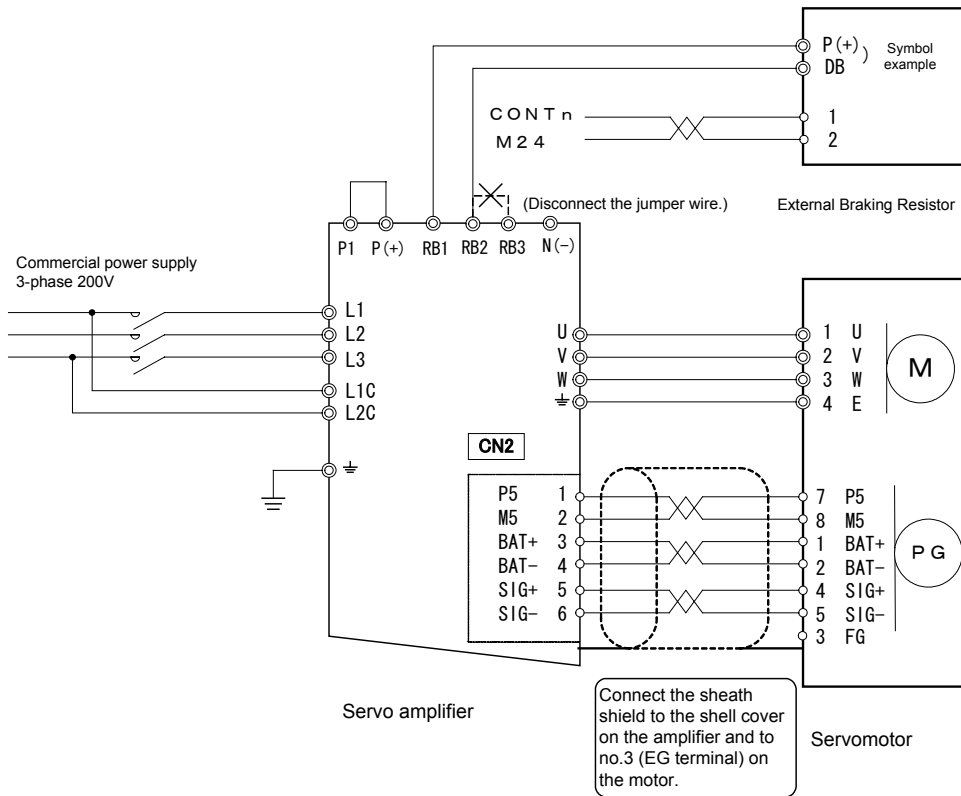 P(+)
DB
Symbol
example
CONTn
M24
1
2
(Disconnect the jumper wire.)
External Braking Resistor
P1 P(+) RB1 RB2 RB3 N(-)
Commercial power supply
3-phase 200V
L1
L2
L3
L1C
L2C
U
V
W
1 U
2 V
3 W
4 E
M
CN2
P5 1
M5 2
BAT+ 3
BAT- 4
SIG+ 5
SIG- 6
7 P5
8 M5
1 BAT+
2 BAT-
4 SIG+
5 SIG-
3 FG
PG
Servo amplifier
Connect the sheath
shield to the shell cover
on the amplifier and to
no.3 (EG terminal) on
the motor.
Servomotor